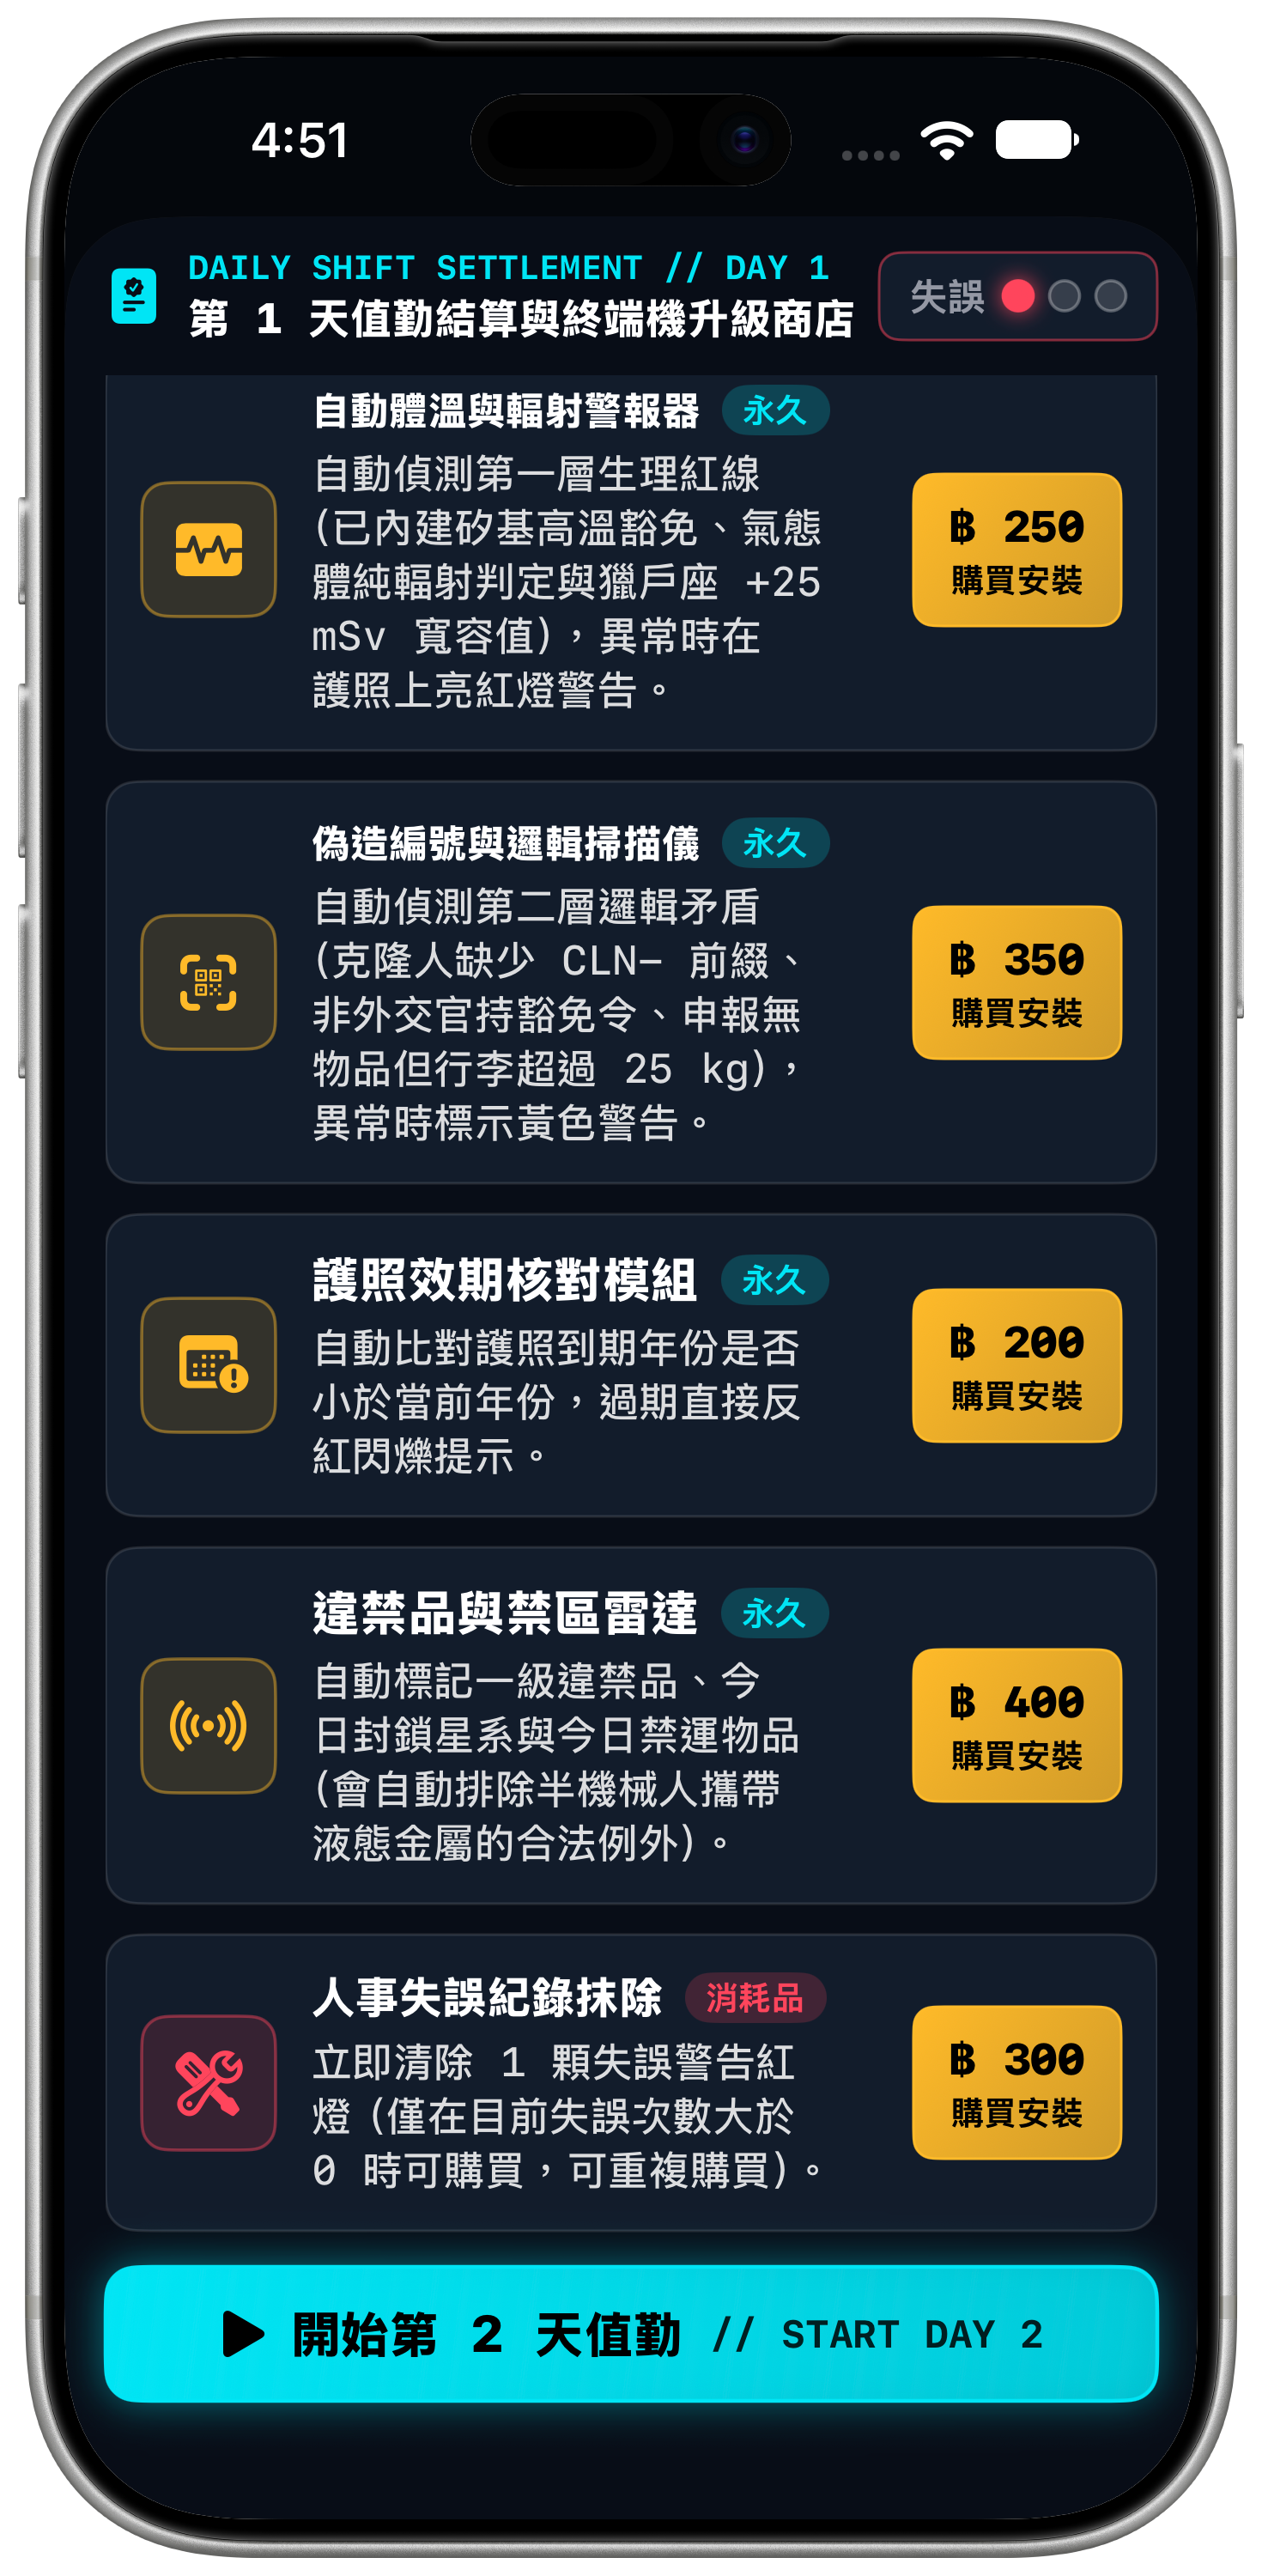 4:51
DAILY SHIFT SETTLEMENT // DAY 1
第 1 天值勤結算與終端機升級商店
失誤
自動體溫與輻射警報器 永久
自動偵測第一層生理紅線
(已內建矽基高溫豁免、氣態
體純輻射判定與獵戶座 +25
mSv 寬容值)，異常時在
護照上亮紅燈警告。
฿ 250
購買安裝
偽造編號與邏輯掃描儀 永久
自動偵測第二層邏輯矛盾
(克隆人缺少 CLN- 前綴、
非外交官持豁免令、申報無
物品但行李超過 25 kg)，
異常時標示黃色警告。
฿ 350
購買安裝
護照效期核對模組 永久
自動比對護照到期年份是否
小於當前年份，過期直接反
紅閃爍提示。
฿ 200
購買安裝
違禁品與禁區雷達 永久
自動標記一級違禁品、今
日封鎖星系與今日禁運物品
(會自動排除半機械人攜帶
液態金屬的合法例外)。
฿ 400
購買安裝
人事失誤紀錄抹除 消耗品
立即清除 1 顆失誤警告紅
燈 (僅在目前失誤次數大於
0 時可購買，可重複購買)。
฿ 300
購買安裝
開始第 2 天值勤 // START DAY 2